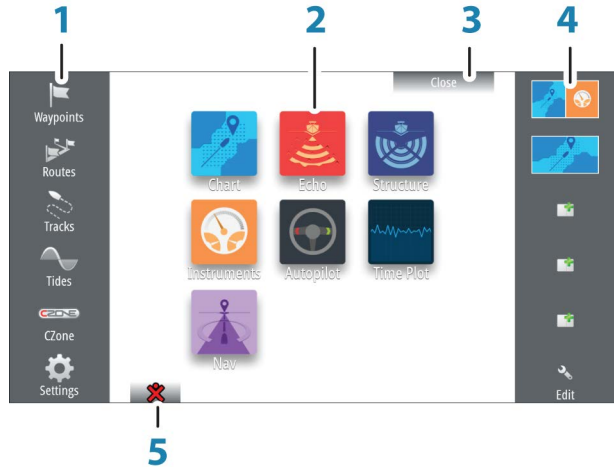 1 2 3 4
Close
Waypoints
Routes
Tracks
Tides
CZONE
CZone
Settings
Chart Echo Structure
Instruments Autopilot Time Plot
Nav
Edit
5